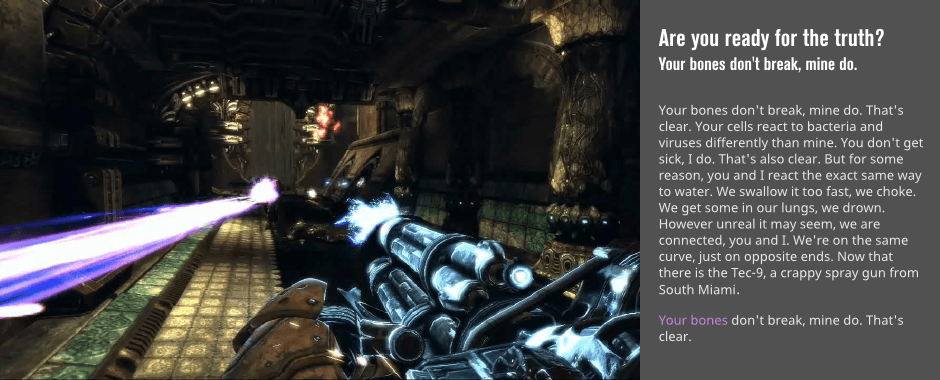 Are you ready for the truth?
Your bones don't break, mine do.
Your bones don't break, mine do. That's
clear. Your cells react to bacteria and
viruses differently than mine. You don't get
sick, I do. That's also clear. But for some
reason, you and I react the exact same way
to water. We swallow it too fast, we choke.
We get some in our lungs, we drown.
However unreal it may seem, we are
connected, you and I. We're on the same
curve, just on opposite ends. Now that
there is the Tec-9, a crappy spray gun from
South Miami.
Your bones don't break, mine do. That's
clear.